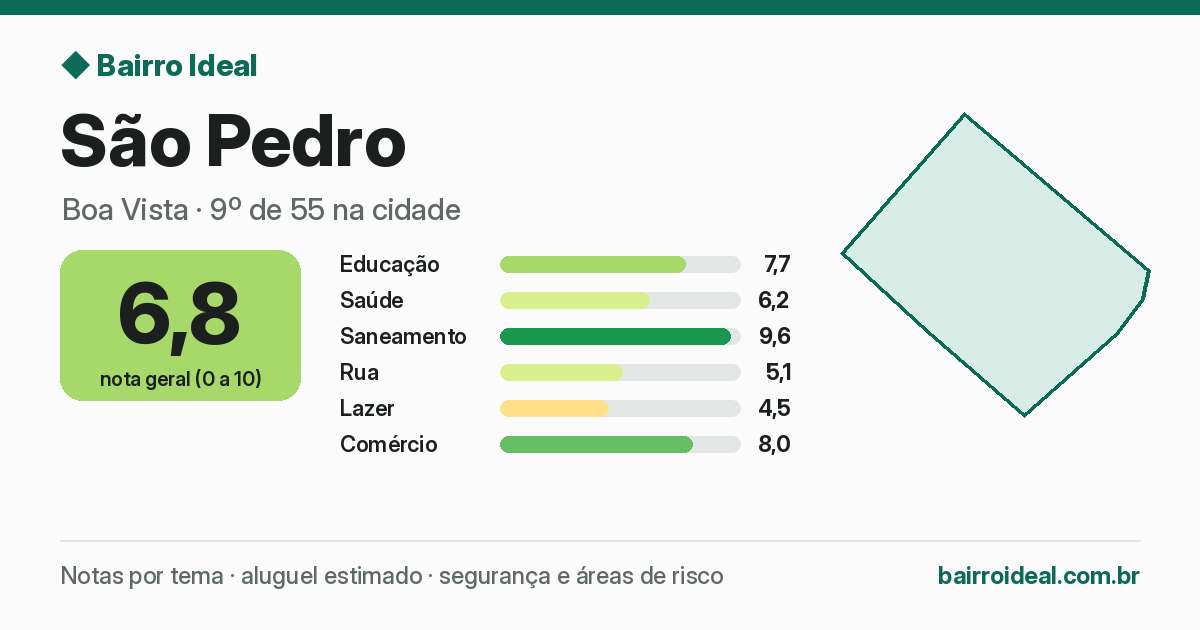 Bairro Ideal
São Pedro
Boa Vista · 9º de 55 na cidade
6,8
nota geral (0 a 10)
Educação 7,7
Saúde 6,2
Saneamento 9,6
Rua 5,1
Lazer 4,5
Comércio 8,0
Notas por tema · aluguel estimado · segurança e áreas de risco
bairroideal.com.br